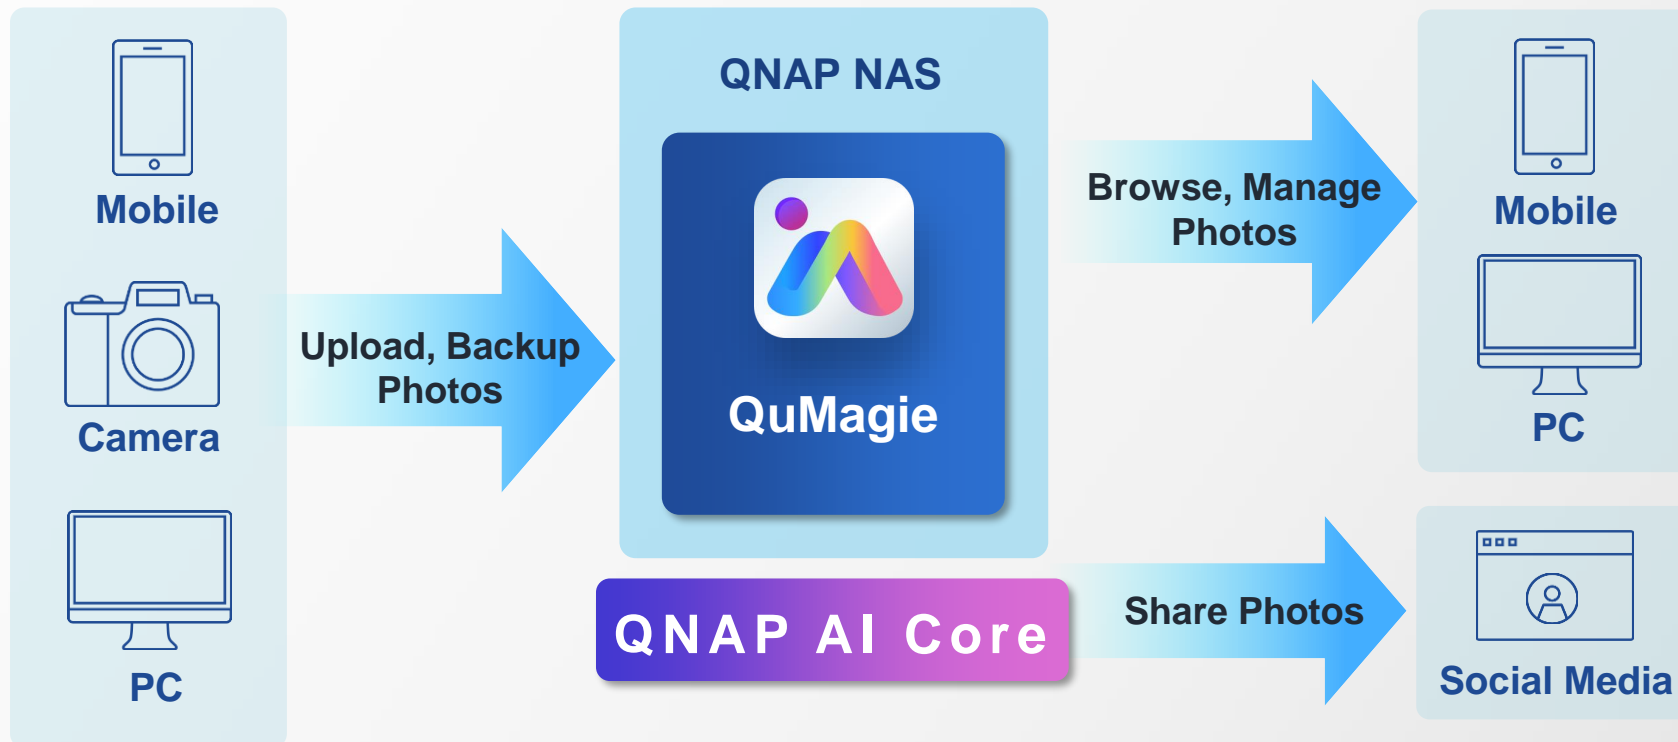 Mobile
Camera
PC
Upload, Backup
Photos
QNAP NAS
QuMagie
QNAP AI Core
Browse, Manage
Photos
Mobile
PC
Share Photos
Social Media